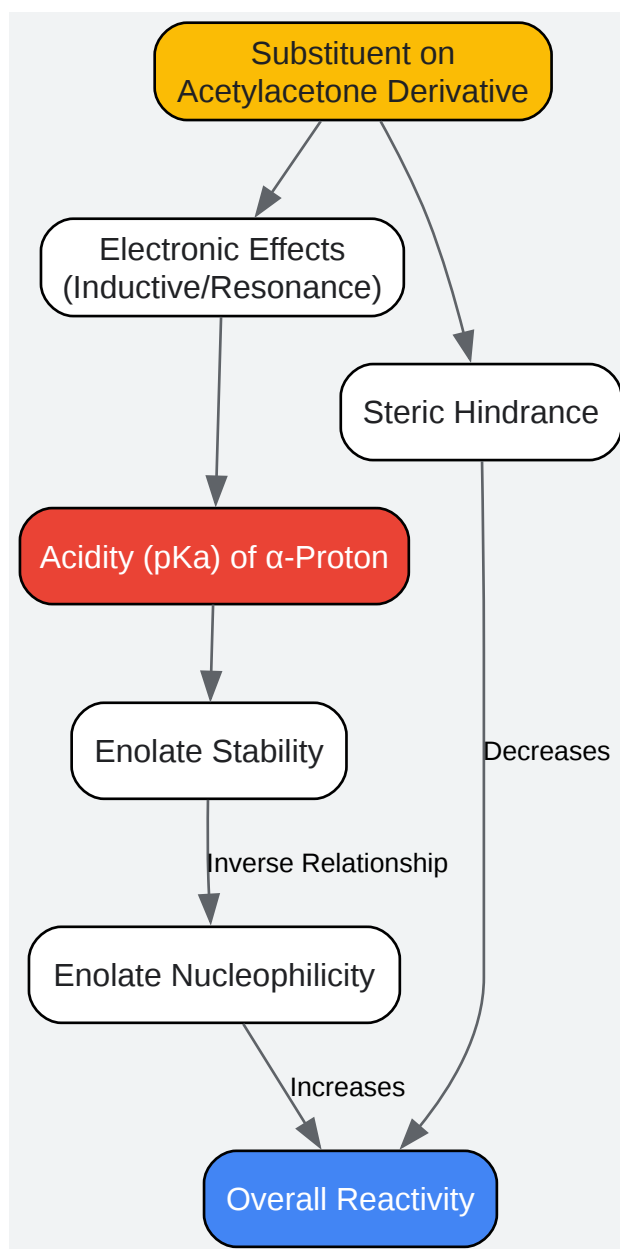 Substituent on
Acetylacetone Derivative
Electronic Effects
(Inductive/Resonance)
Steric Hindrance
Acidity (pKa) of α-Proton
Enolate Stability
Decreases
Inverse Relationship
Enolate Nucleophilicity
Increases
Overall Reactivity